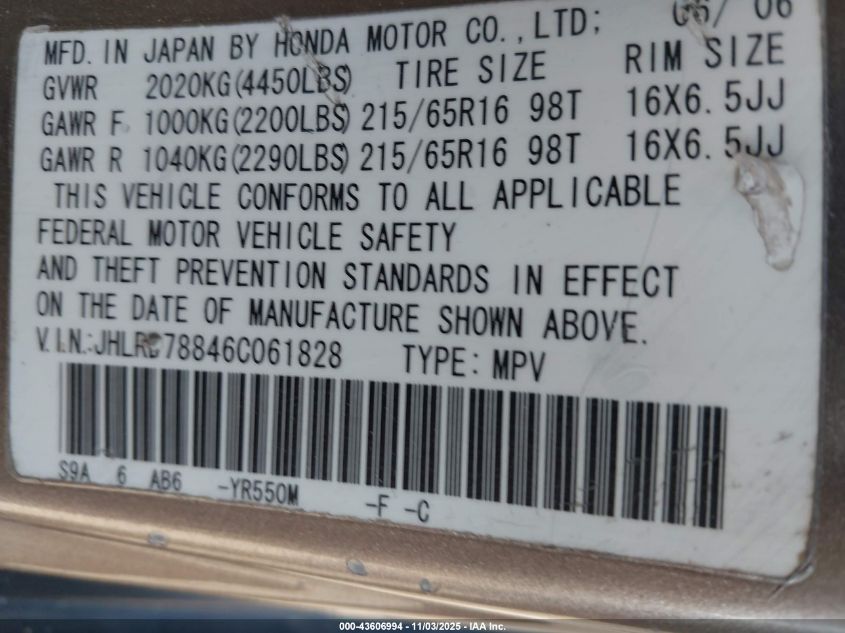 MFD. IN JAPAN BY HONDA MOTOR CO., LTD; 06/ 06
GVWR 2020KG(4450LBS) TIRE SIZE RIM SIZE
GAWR F 1000KG(2200LBS) 215/65R16 98T 16X6.5JJ
GAWR R 1040KG(2290LBS) 215/65R16 98T 16X6.5JJ
THIS VEHICLE CONFORMS TO ALL APPLICABLE
FEDERAL MOTOR VEHICLE SAFETY
AND THEFT PREVENTION STANDARDS IN EFFECT
ON THE DATE OF MANUFACTURE SHOWN ABOVE.
V.I.N.:JHLRD78846C061828 TYPE: MPV
S9A 6 AB6 -YR550M -F -C
000-43606994 - 11/03/2025 - IAA Inc.